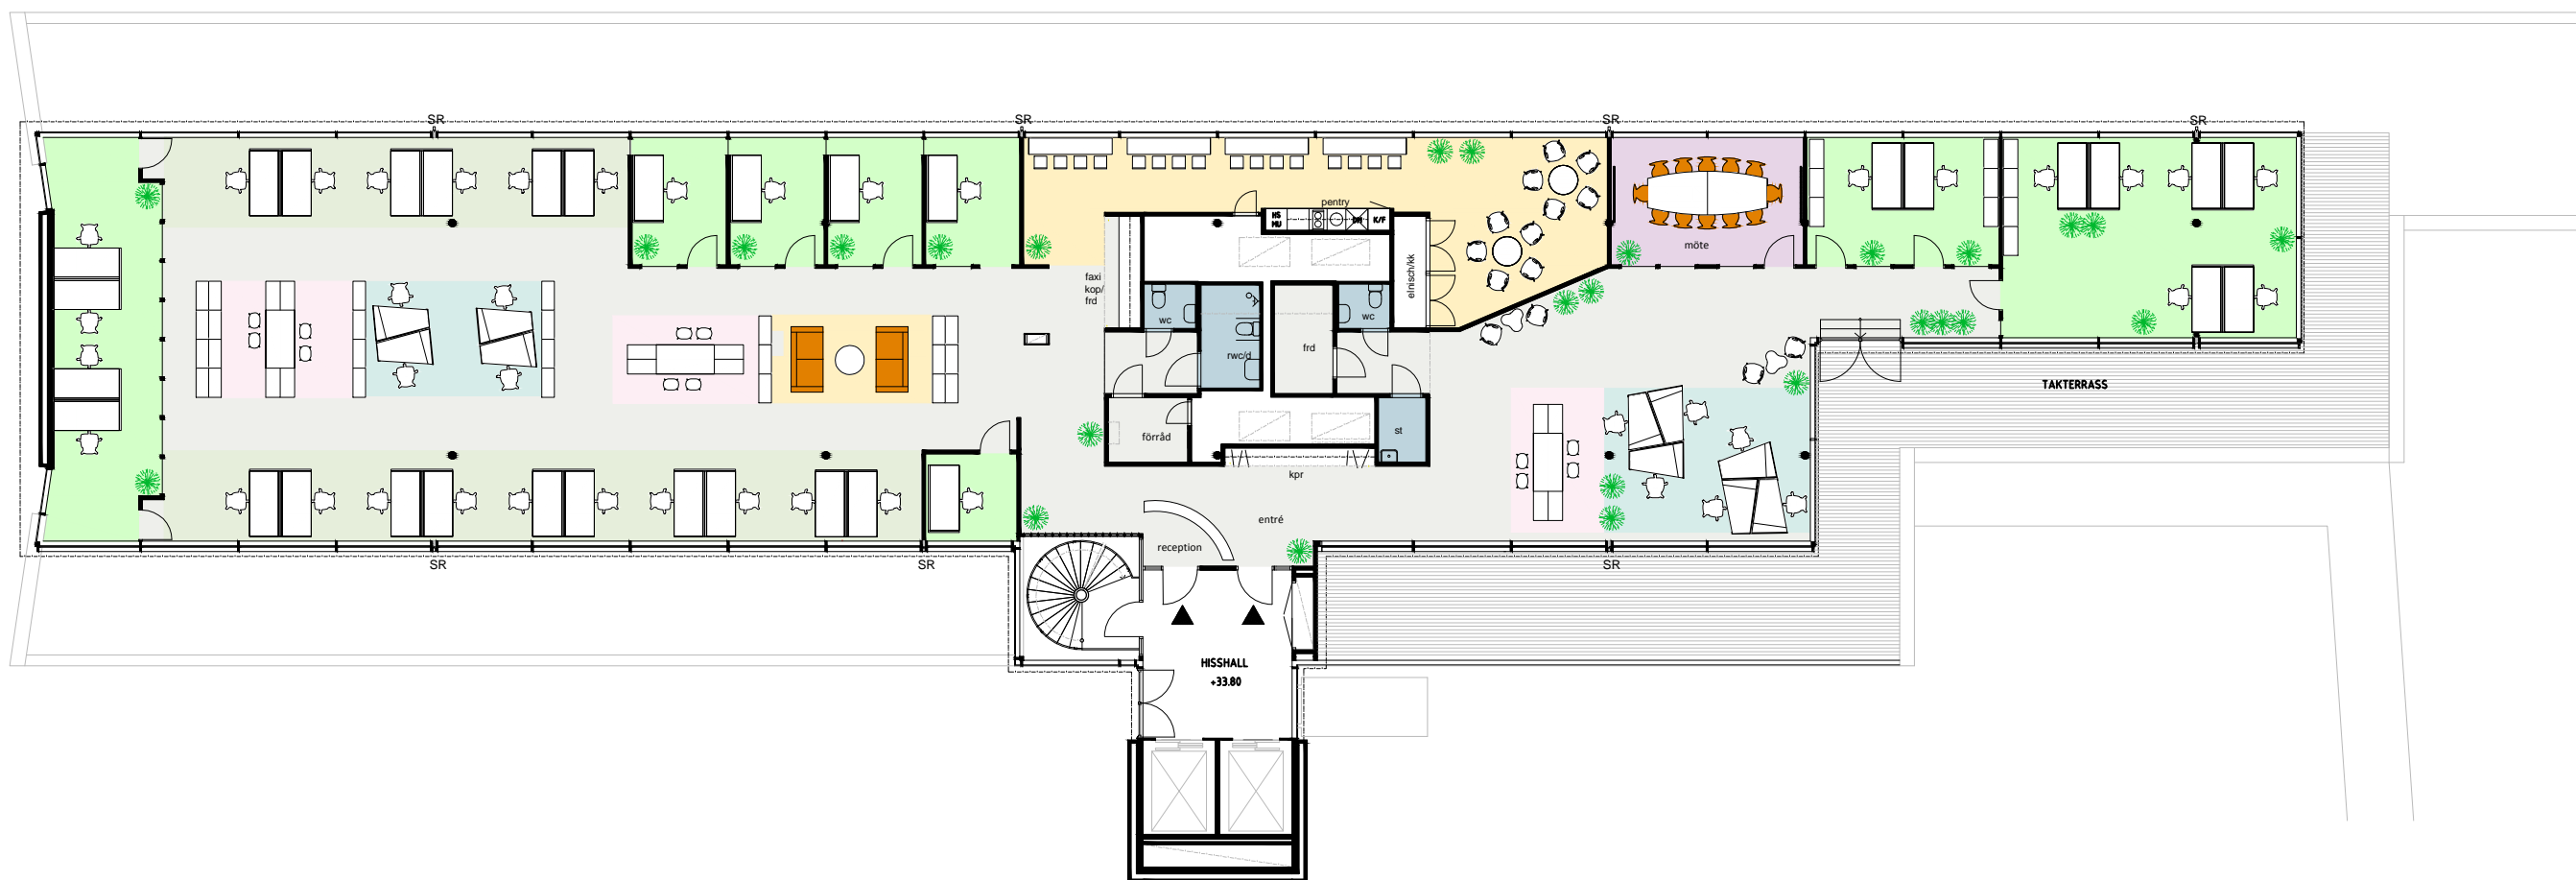 SR
SR
SR
SR
pentry
HS
MU
DM
K/F
möte
elnisch/kk
faxi
kop/
frd
wc
rwc/d
frd
wc
TAKTERRASS
förråd
st
kpr
entré
reception
SR
SR
SR
HISSHALL
+33.80